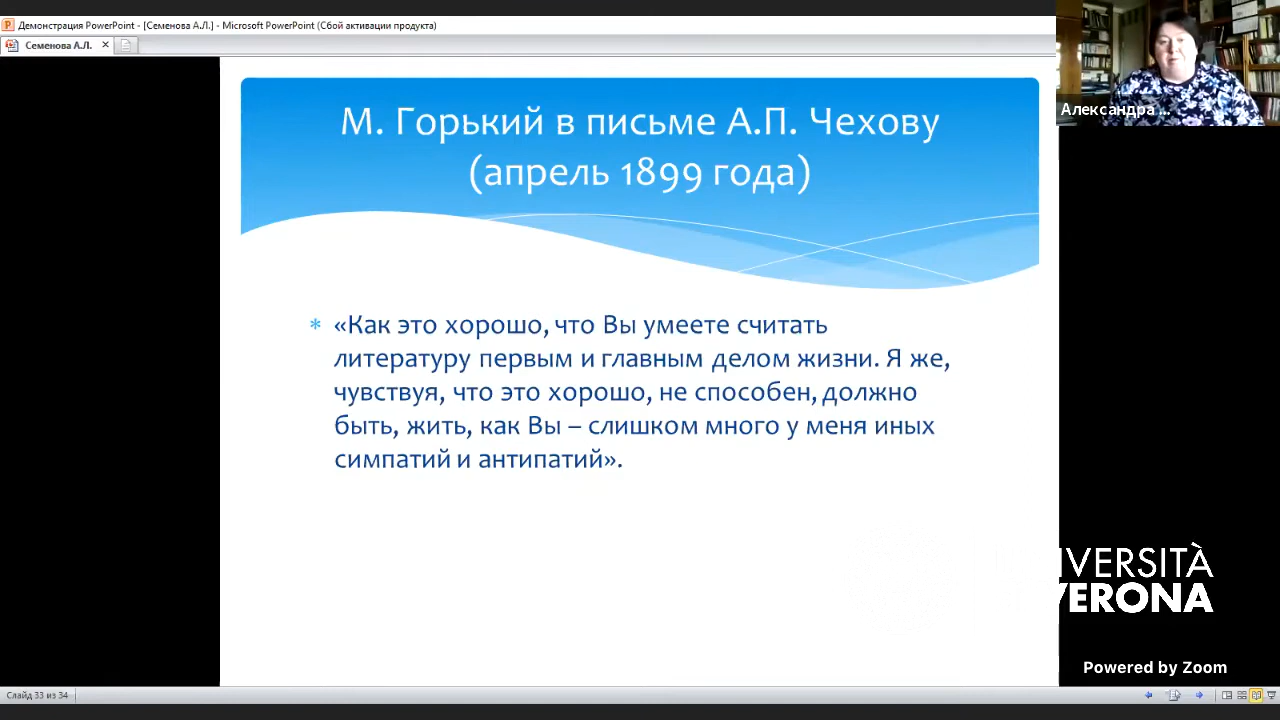 Демонстрация PowerPoint - [Семенова А.Л.] - Microsoft PowerPoint (Сбой активации продукта)
Семенова А.Л.
Александра ...
М. Горький в письме А.П. Чехову
(апрель 1899 года)
«Как это хорошо, что Вы умеете считать
литературу первым и главным делом жизни. Я же,
чувствуя, что это хорошо, не способен, должно
быть, жить, как Вы – слишком много у меня иных
симпатий и антипатий».
IVERSITÀ
VERONA
Powered by Zoom
Слайд 33 из 34